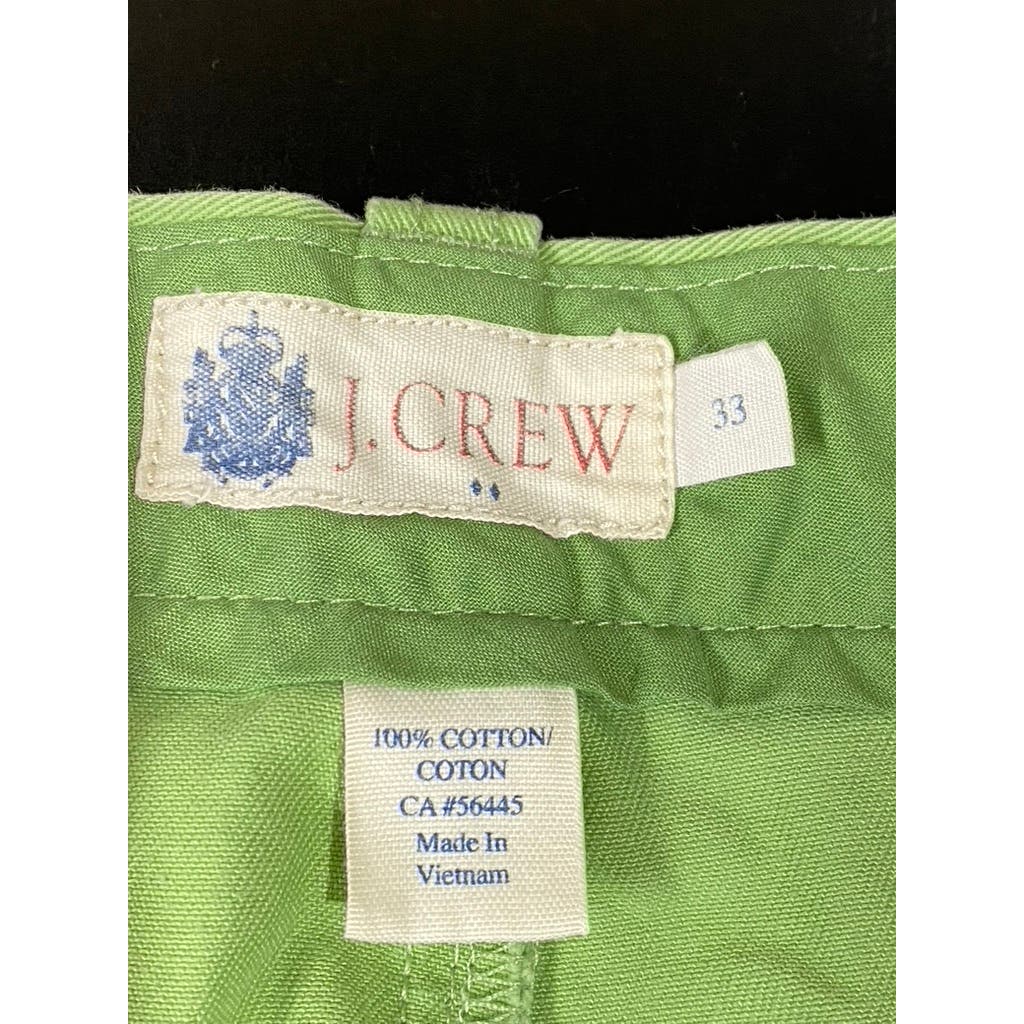 J.CREW
33
100% COTTON/
COTON
CA #56445
Made In
Vietnam